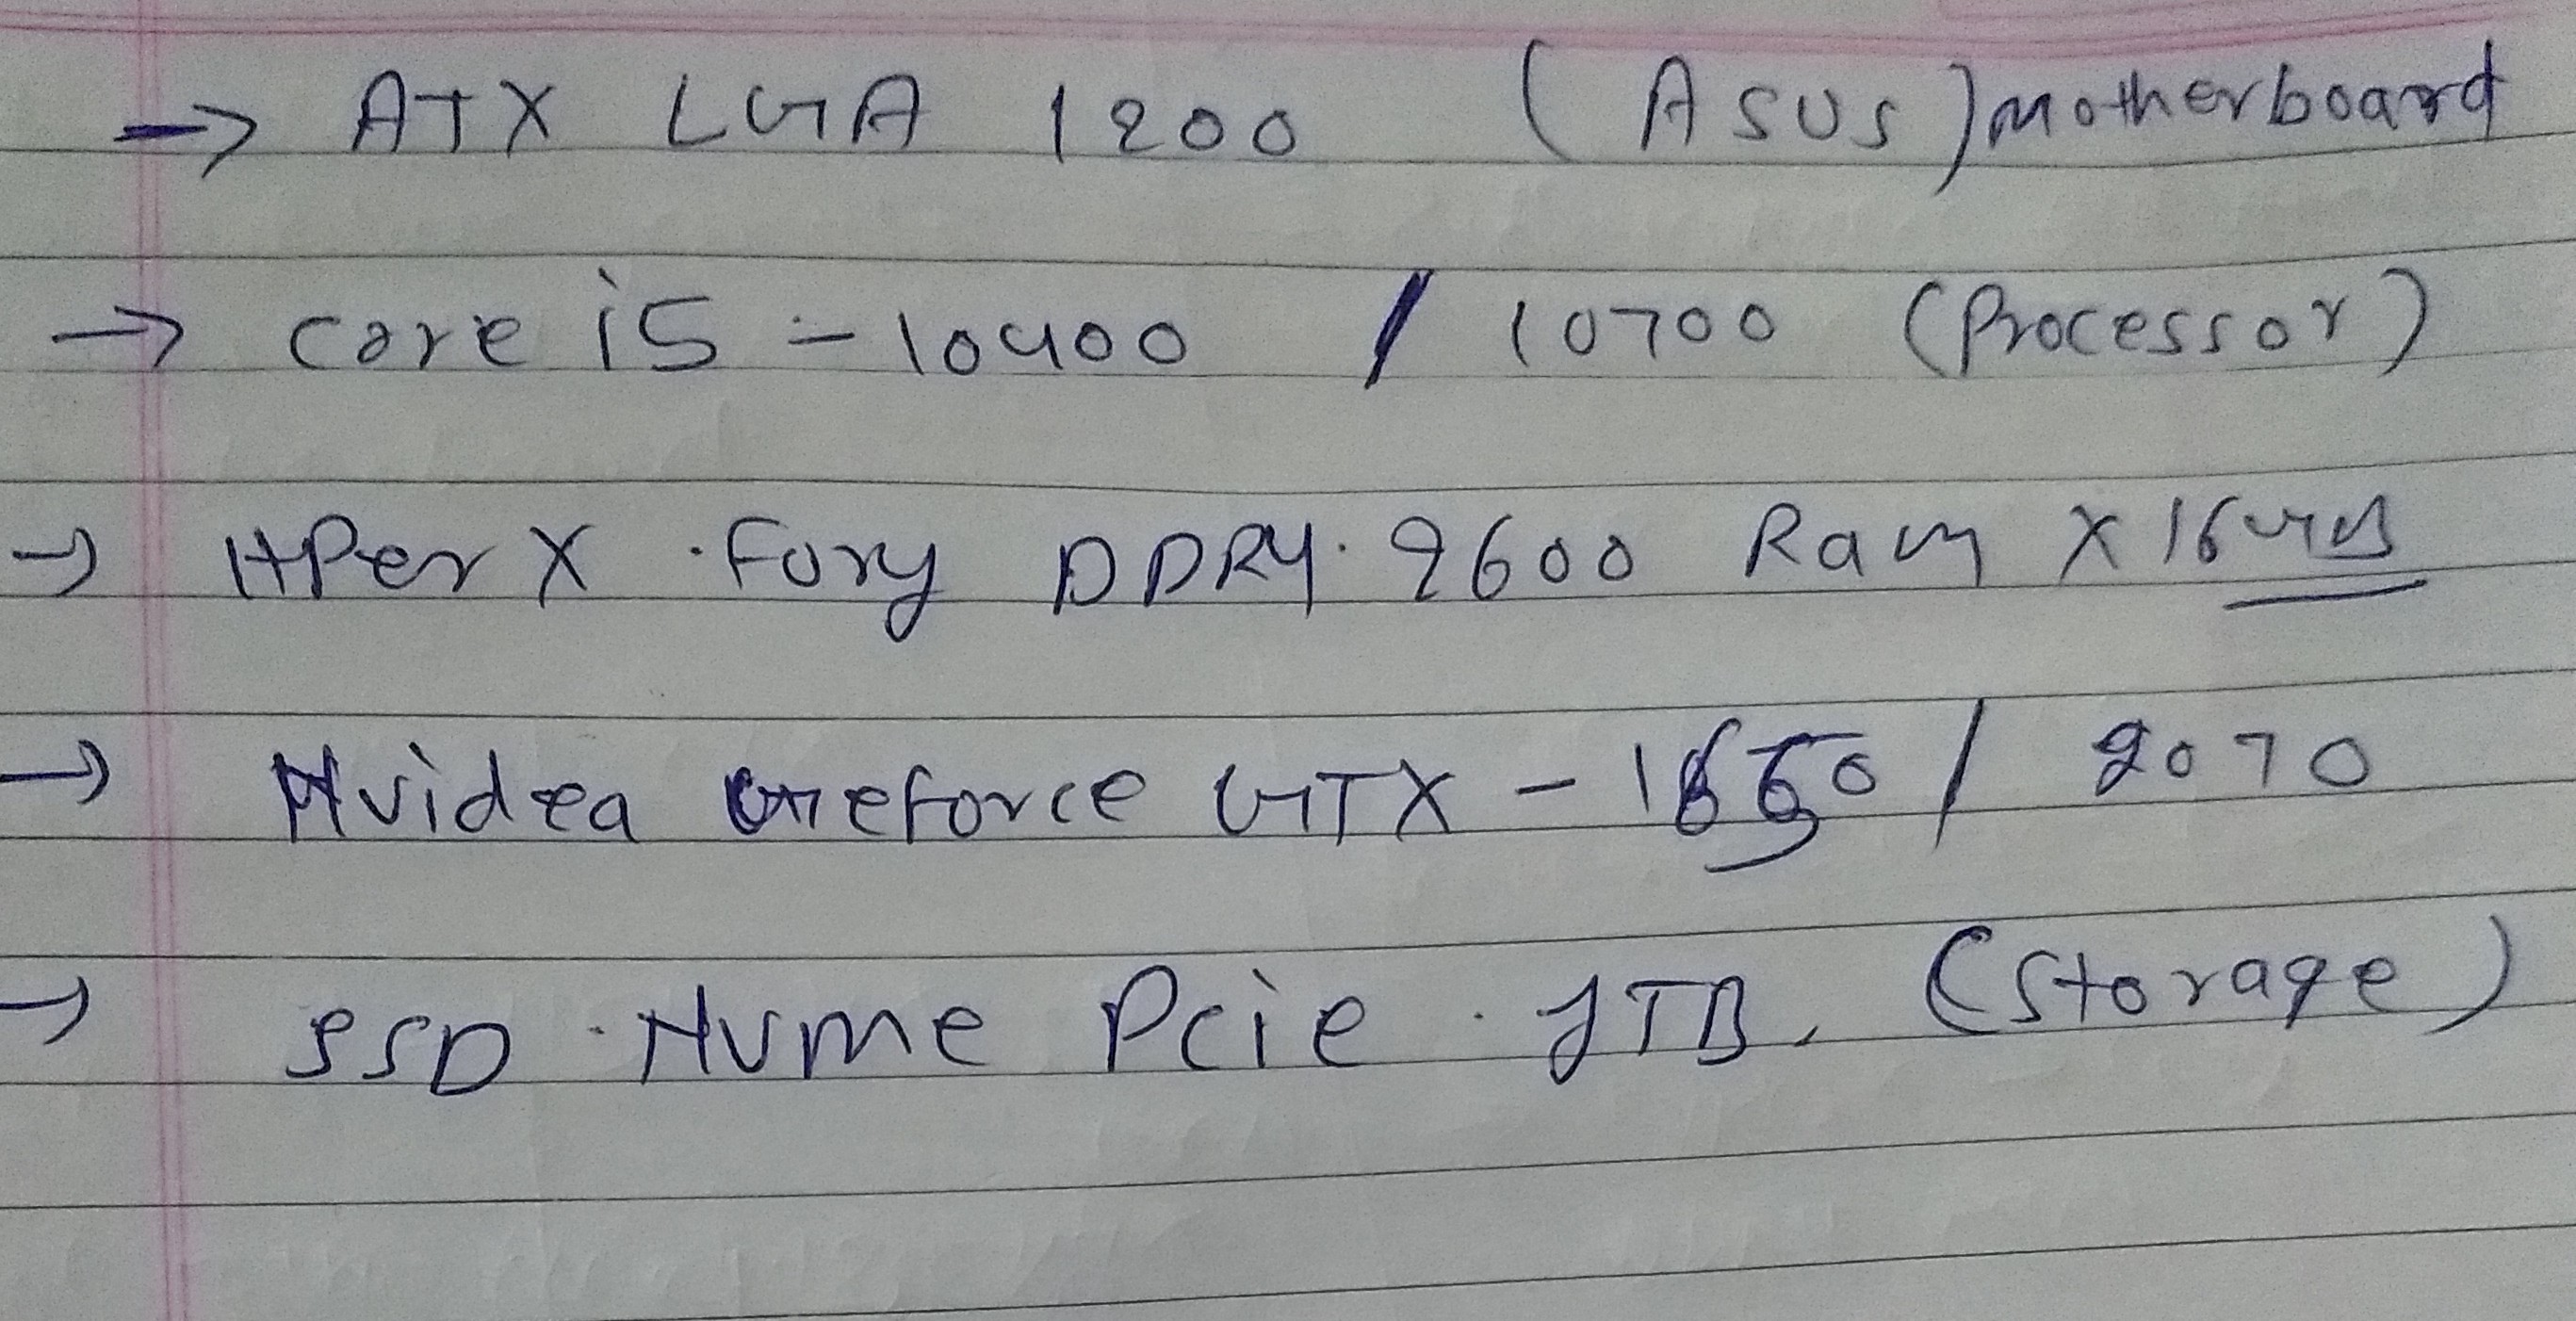 → ATX LGA 1200 (ASUS) Motherboard
→ core i5 - 10400 / 10700 (Processor)
→ HPer X . Fury DDR4 . 2600 Ram X 16GB
→ Nvidea Geforce GTX - 1650 / 2070
→ SSD . Nvme Pcie . 1TB. (Storage)